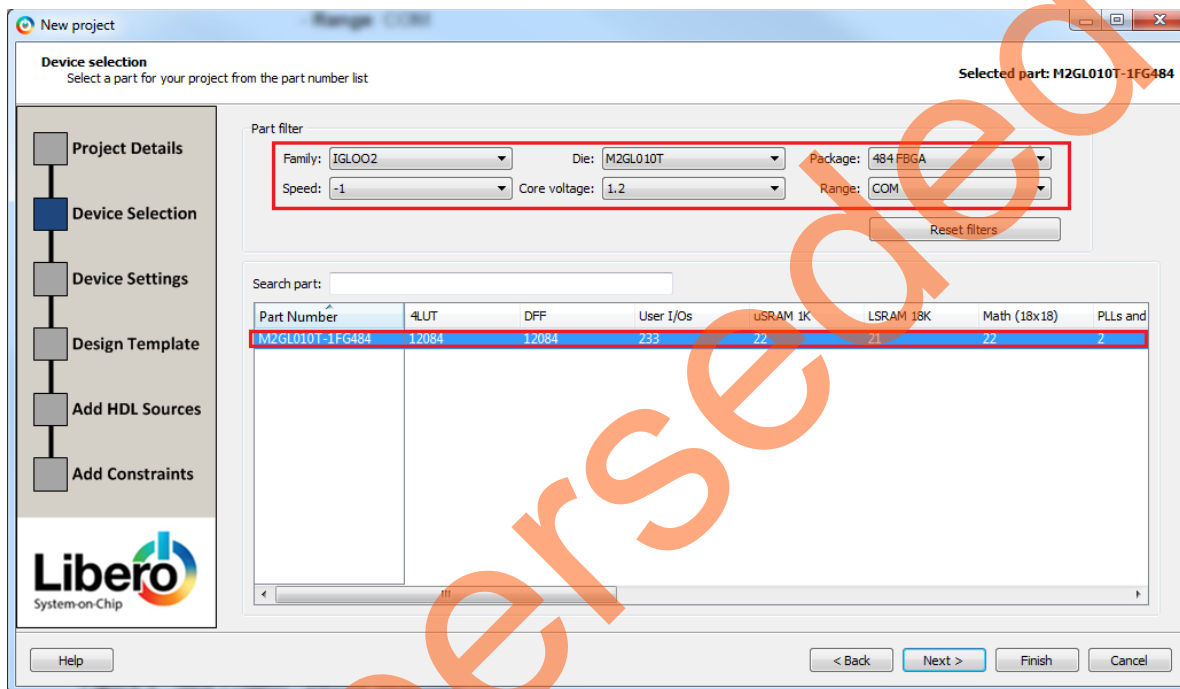 - Range COM
New project
Device selection
Select a part for your project from the part number list
Selected part: M2GL010T-1FG484
Project Details
Device Selection
Device Settings
Design Template
Add HDL Sources
Add Constraints
Libero
System-on-Chip
Part filter
Family: IGLOO2 Die: M2GL010T Package: 484 FBGA
Speed: -1 Core voltage: 1.2 Range: COM
Reset filters
Search part:
Part Number 4LUT DFF User I/Os uSRAM 1K LSRAM 18K Math (18x18) PLLs and
M2GL010T-1FG484 12084 12084 233 22 21 22 2
Help < Back Next > Finish Cancel
ersed